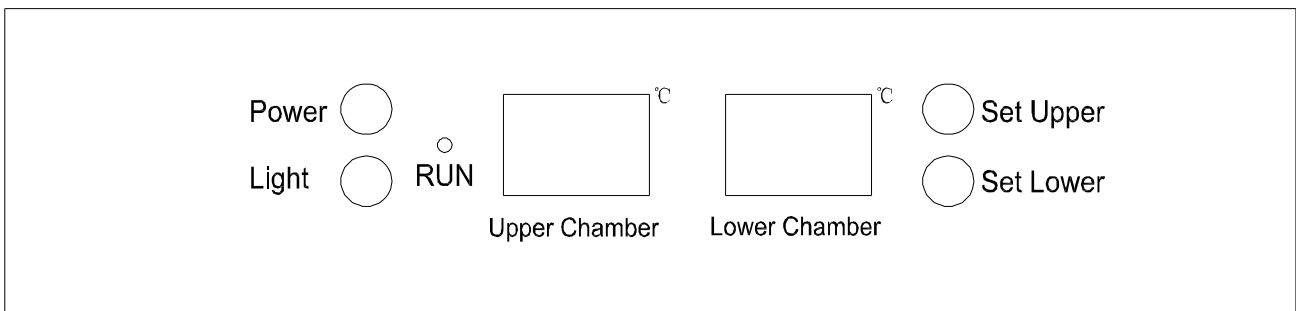 Power
℃
℃
Set Upper
Light
RUN
Set Lower
Upper Chamber
Lower Chamber